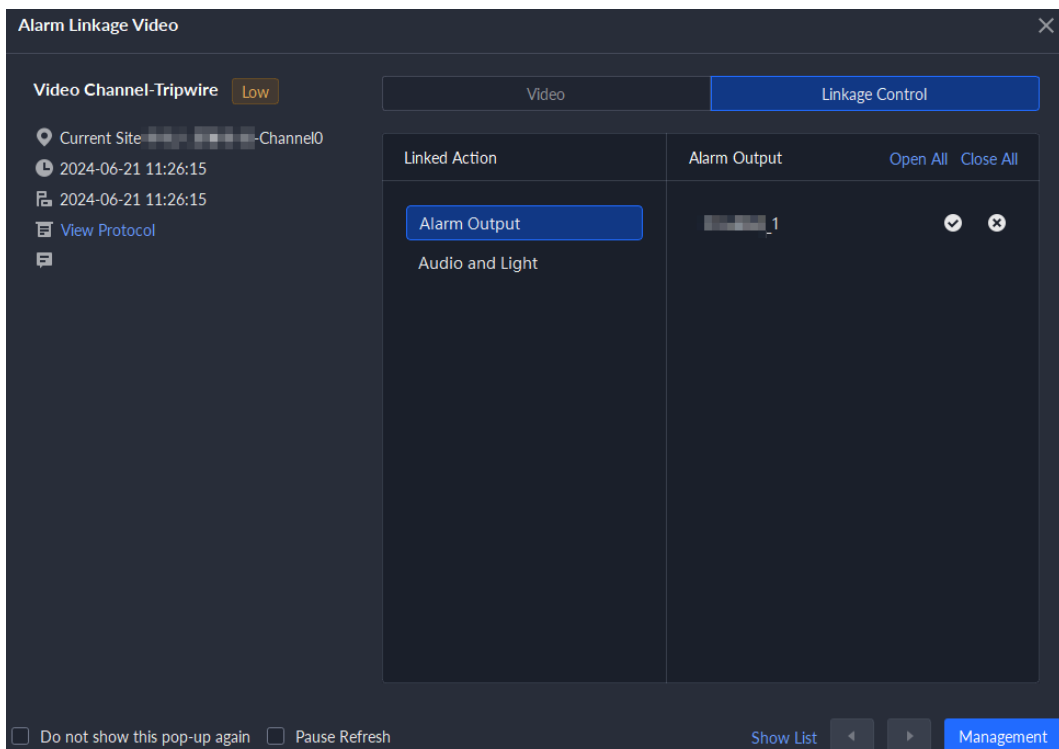 Alarm Linkage Video
Video Channel-Tripwire Low
Current Site -Channel0
2024-06-21 11:26:15
2024-06-21 11:26:15
View Protocol
Video Linkage Control
Linked Action
Alarm Output
Audio and Light
Alarm Output Open All Close All
_1
Do not show this pop-up again Pause Refresh
Show List Management